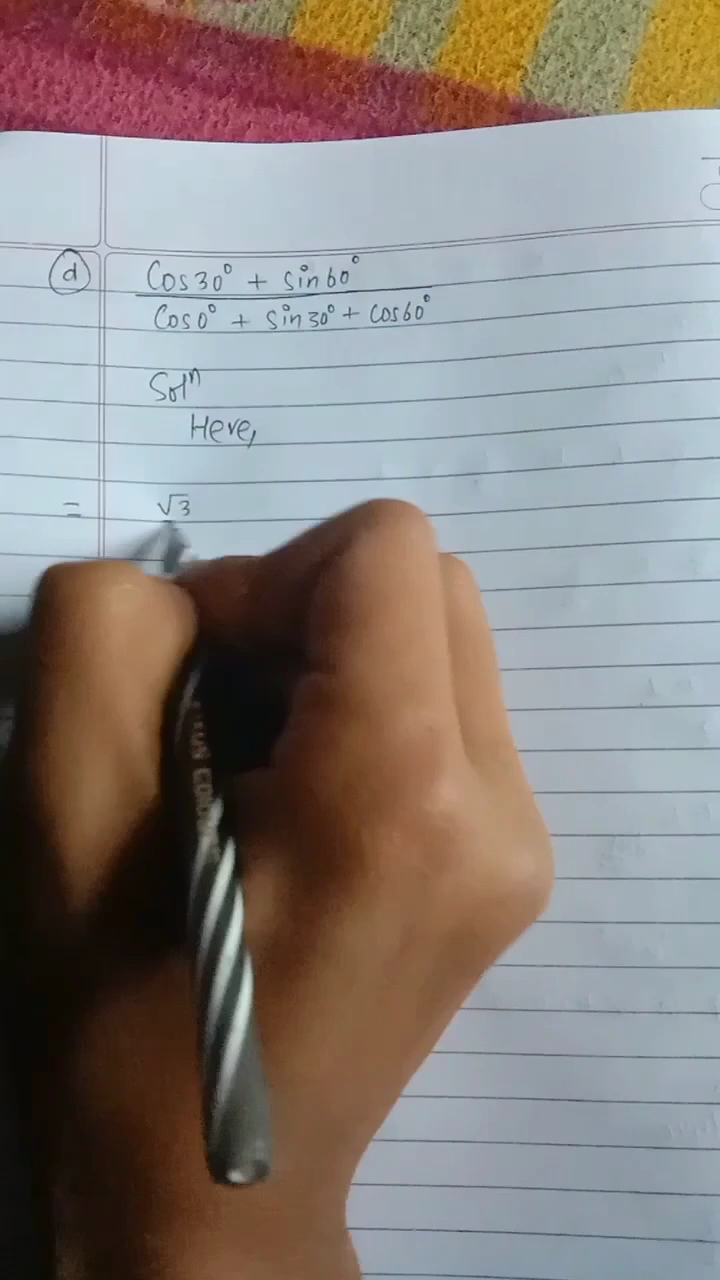 (d) Cos30° + Sin60°
Cos0° + Sin30° + Cos60°
Solⁿ
Here,
= √3